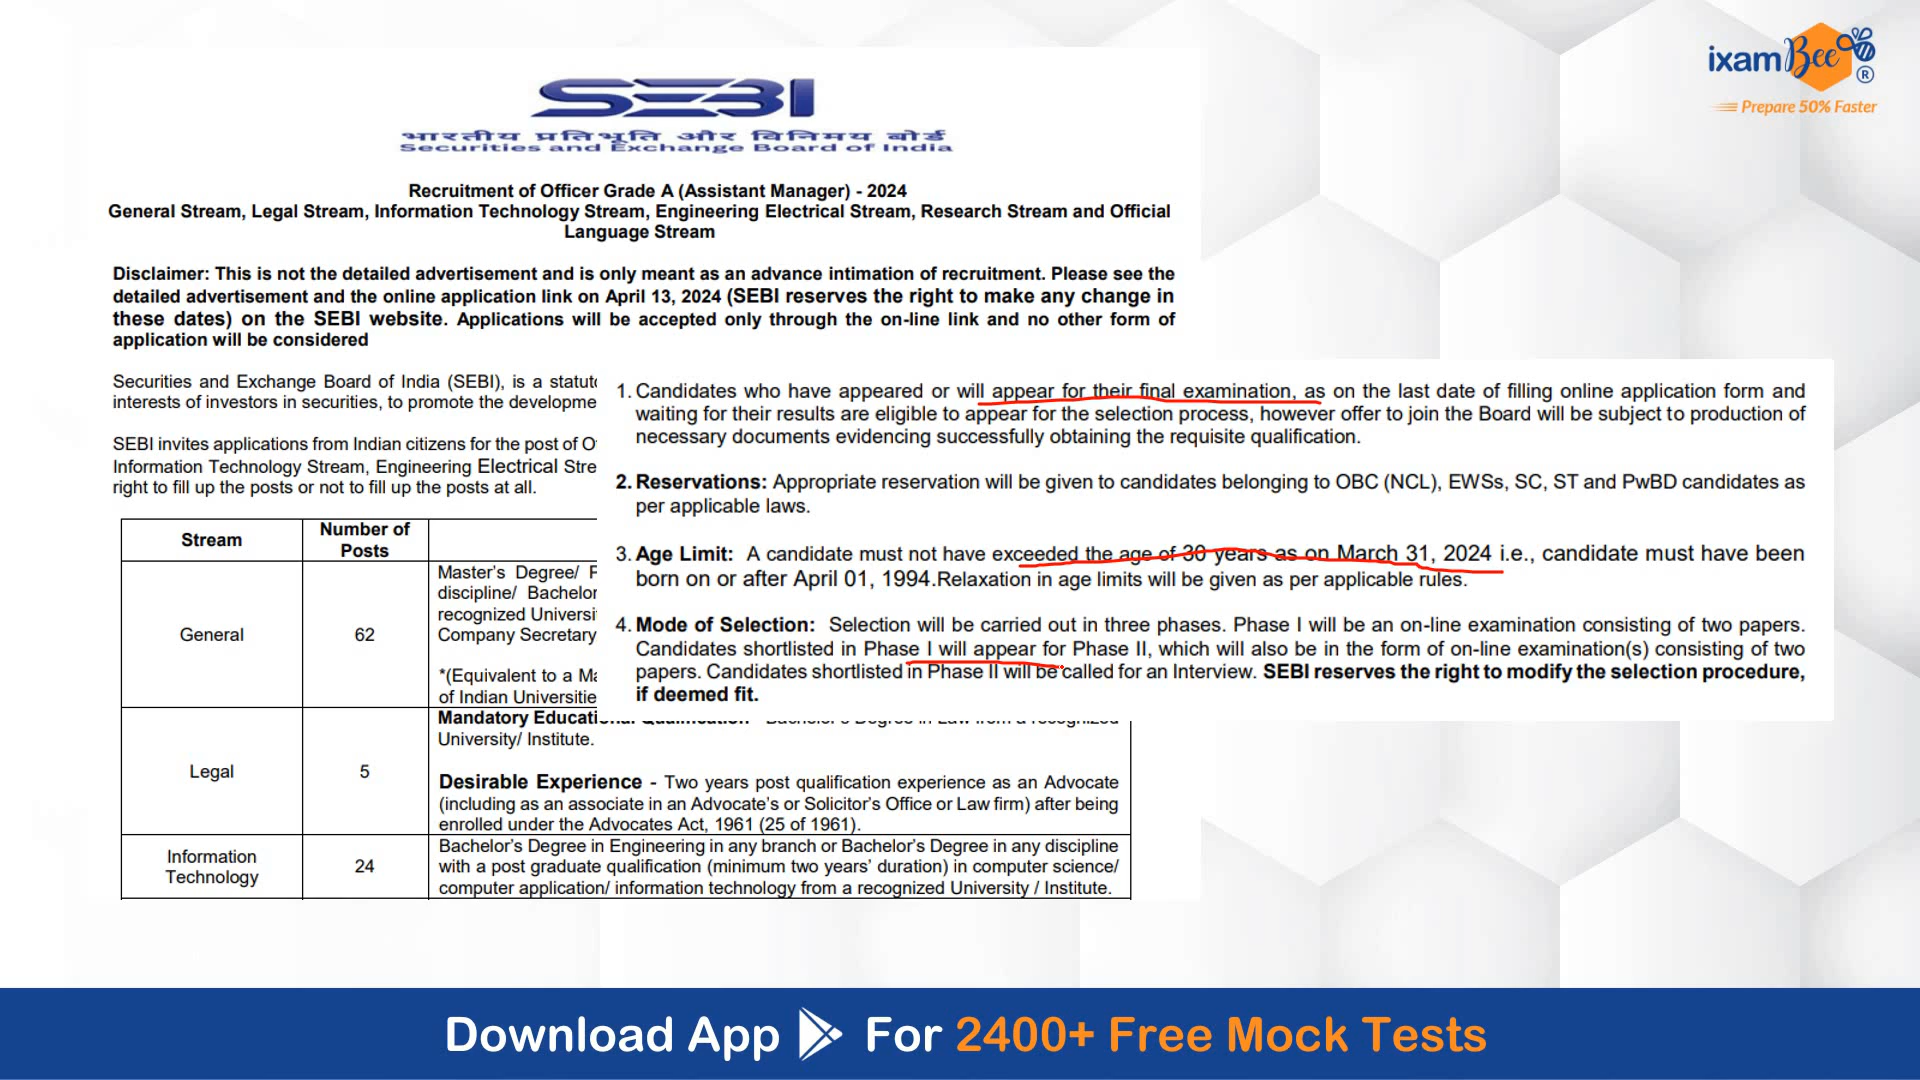 ixamBee
®
Prepare 50% Faster
SEBI
भारतीय प्रतिभूति और विनिमय बोर्ड
Securities and Exchange Board of India
Recruitment of Officer Grade A (Assistant Manager) - 2024
General Stream, Legal Stream, Information Technology Stream, Engineering Electrical Stream, Research Stream and Official
Language Stream
Disclaimer: This is not the detailed advertisement and is only meant as an advance intimation of recruitment. Please see the
detailed advertisement and the online application link on April 13, 2024 (SEBI reserves the right to make any change in
these dates) on the SEBI website. Applications will be accepted only through the on-line link and no other form of
application will be considered
Securities and Exchange Board of India (SEBI), is a statut
interests of investors in securities, to promote the developme
SEBI invites applications from Indian citizens for the post of O
Information Technology Stream, Engineering Electrical Stre
right to fill up the posts or not to fill up the posts at all.
Stream
Number of
Posts
General
62
Master's Degree/ P
discipline/ Bachelor
recognized Universi
Company Secretary
*(Equivalent to a Ma
of Indian Universitie
Legal
5
Mandatory Educational Qualification - Bachelor's Degree in Law from a recognized
University/ Institute.
Desirable Experience - Two years post qualification experience as an Advocate
(including as an associate in an Advocate's or Solicitor's Office or Law firm) after being
enrolled under the Advocates Act, 1961 (25 of 1961).
Information
Technology
24
Bachelor's Degree in Engineering in any branch or Bachelor's Degree in any discipline
with a post graduate qualification (minimum two years' duration) in computer science/
computer application/ information technology from a recognized University / Institute.
1. Candidates who have appeared or will appear for their final examination, as on the last date of filling online application form and
waiting for their results are eligible to appear for the selection process, however offer to join the Board will be subject to production of
necessary documents evidencing successfully obtaining the requisite qualification.
2. Reservations: Appropriate reservation will be given to candidates belonging to OBC (NCL), EWSs, SC, ST and PwBD candidates as
per applicable laws.
3. Age Limit: A candidate must not have exceeded the age of 30 years as on March 31, 2024 i.e., candidate must have been
born on or after April 01, 1994.Relaxation in age limits will be given as per applicable rules.
4. Mode of Selection: Selection will be carried out in three phases. Phase I will be an on-line examination consisting of two papers.
Candidates shortlisted in Phase I will appear for Phase II, which will also be in the form of on-line examination(s) consisting of two
papers. Candidates shortlisted in Phase II will be called for an Interview. SEBI reserves the right to modify the selection procedure,
if deemed fit.
Download App For 2400+ Free Mock Tests